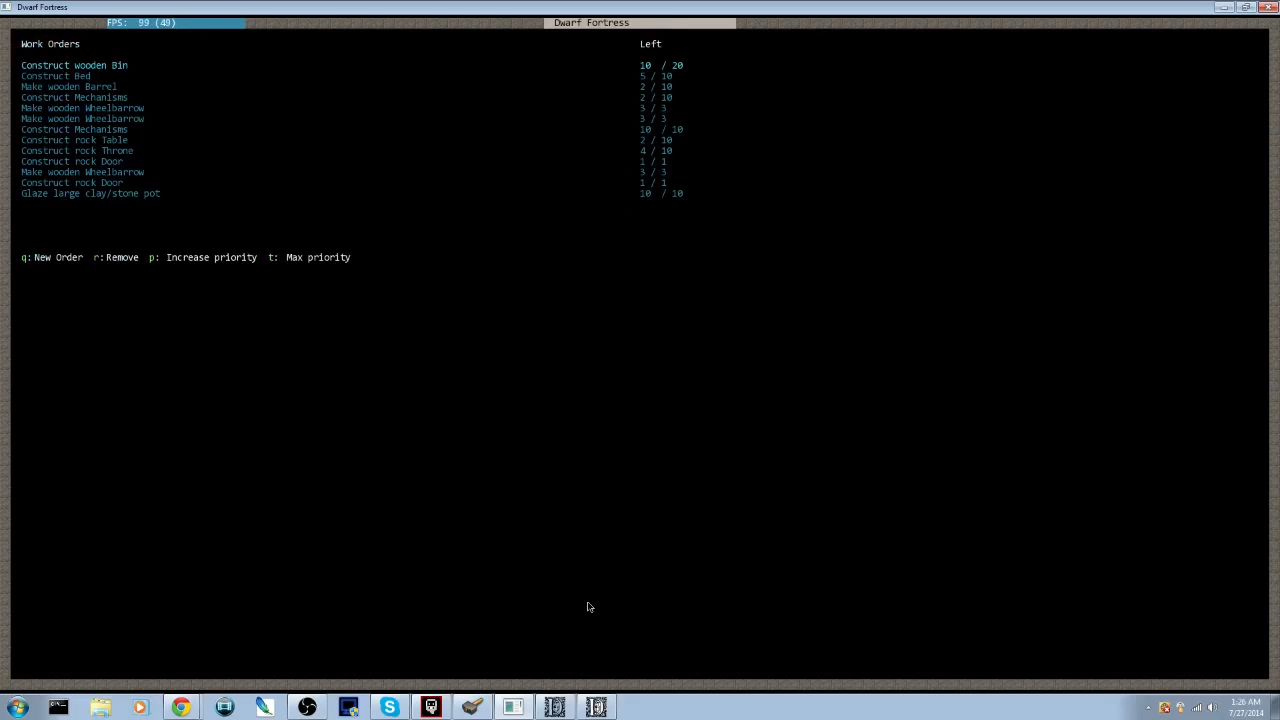 Dwarf Fortress
FPS: 99 (49)
Dwarf Fortress
Work Orders Left
Construct wooden Bin 10 / 20
Construct Bed 5 / 10
Make wooden Barrel 2 / 10
Construct Mechanisms 2 / 10
Make wooden Wheelbarrow 3 / 3
Make wooden Wheelbarrow 3 / 3
Construct Mechanisms 10 / 10
Construct rock Table 2 / 10
Construct rock Throne 4 / 10
Construct rock Door 1 / 1
Make wooden Wheelbarrow 3 / 3
Construct rock Door 1 / 1
Glaze large clay/stone pot 10 / 10
q: New Order r: Remove p: Increase priority t: Max priority
1:26 AM
7/27/2014